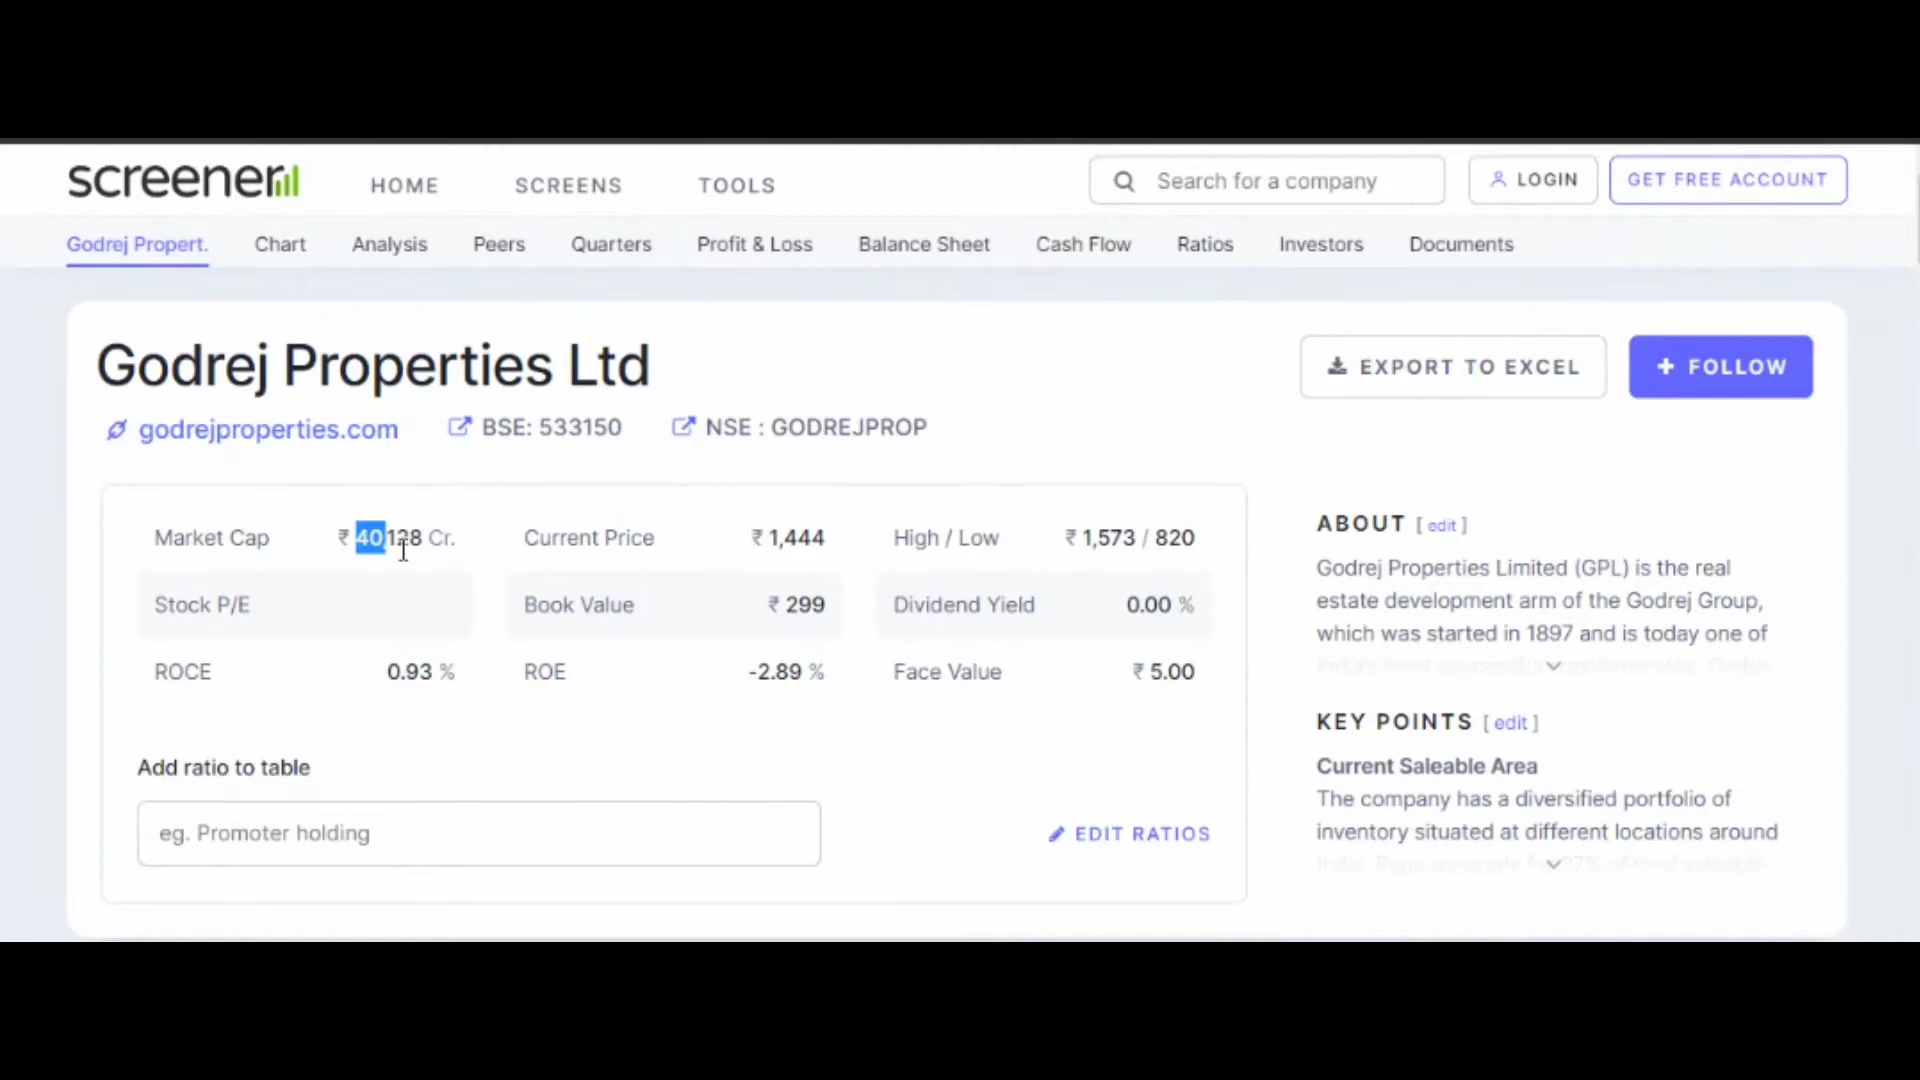 screener
HOME SCREENS TOOLS
Search for a company
LOGIN
GET FREE ACCOUNT
Godrej Propert. Chart Analysis Peers Quarters Profit & Loss Balance Sheet Cash Flow Ratios Investors Documents
Godrej Properties Ltd
EXPORT TO EXCEL
+ FOLLOW
godrejproperties.com BSE: 533150 NSE : GODREJPROP
Market Cap ₹ 40,128 Cr. Current Price ₹ 1,444 High / Low ₹ 1,573 / 820
Stock P/E Book Value ₹ 299 Dividend Yield 0.00 %
ROCE 0.93 % ROE -2.89 % Face Value ₹ 5.00
Add ratio to table
eg. Promoter holding
EDIT RATIOS
ABOUT [ edit ]
Godrej Properties Limited (GPL) is the real
estate development arm of the Godrej Group,
which was started in 1897 and is today one of
KEY POINTS [ edit ]
Current Saleable Area
The company has a diversified portfolio of
inventory situated at different locations around